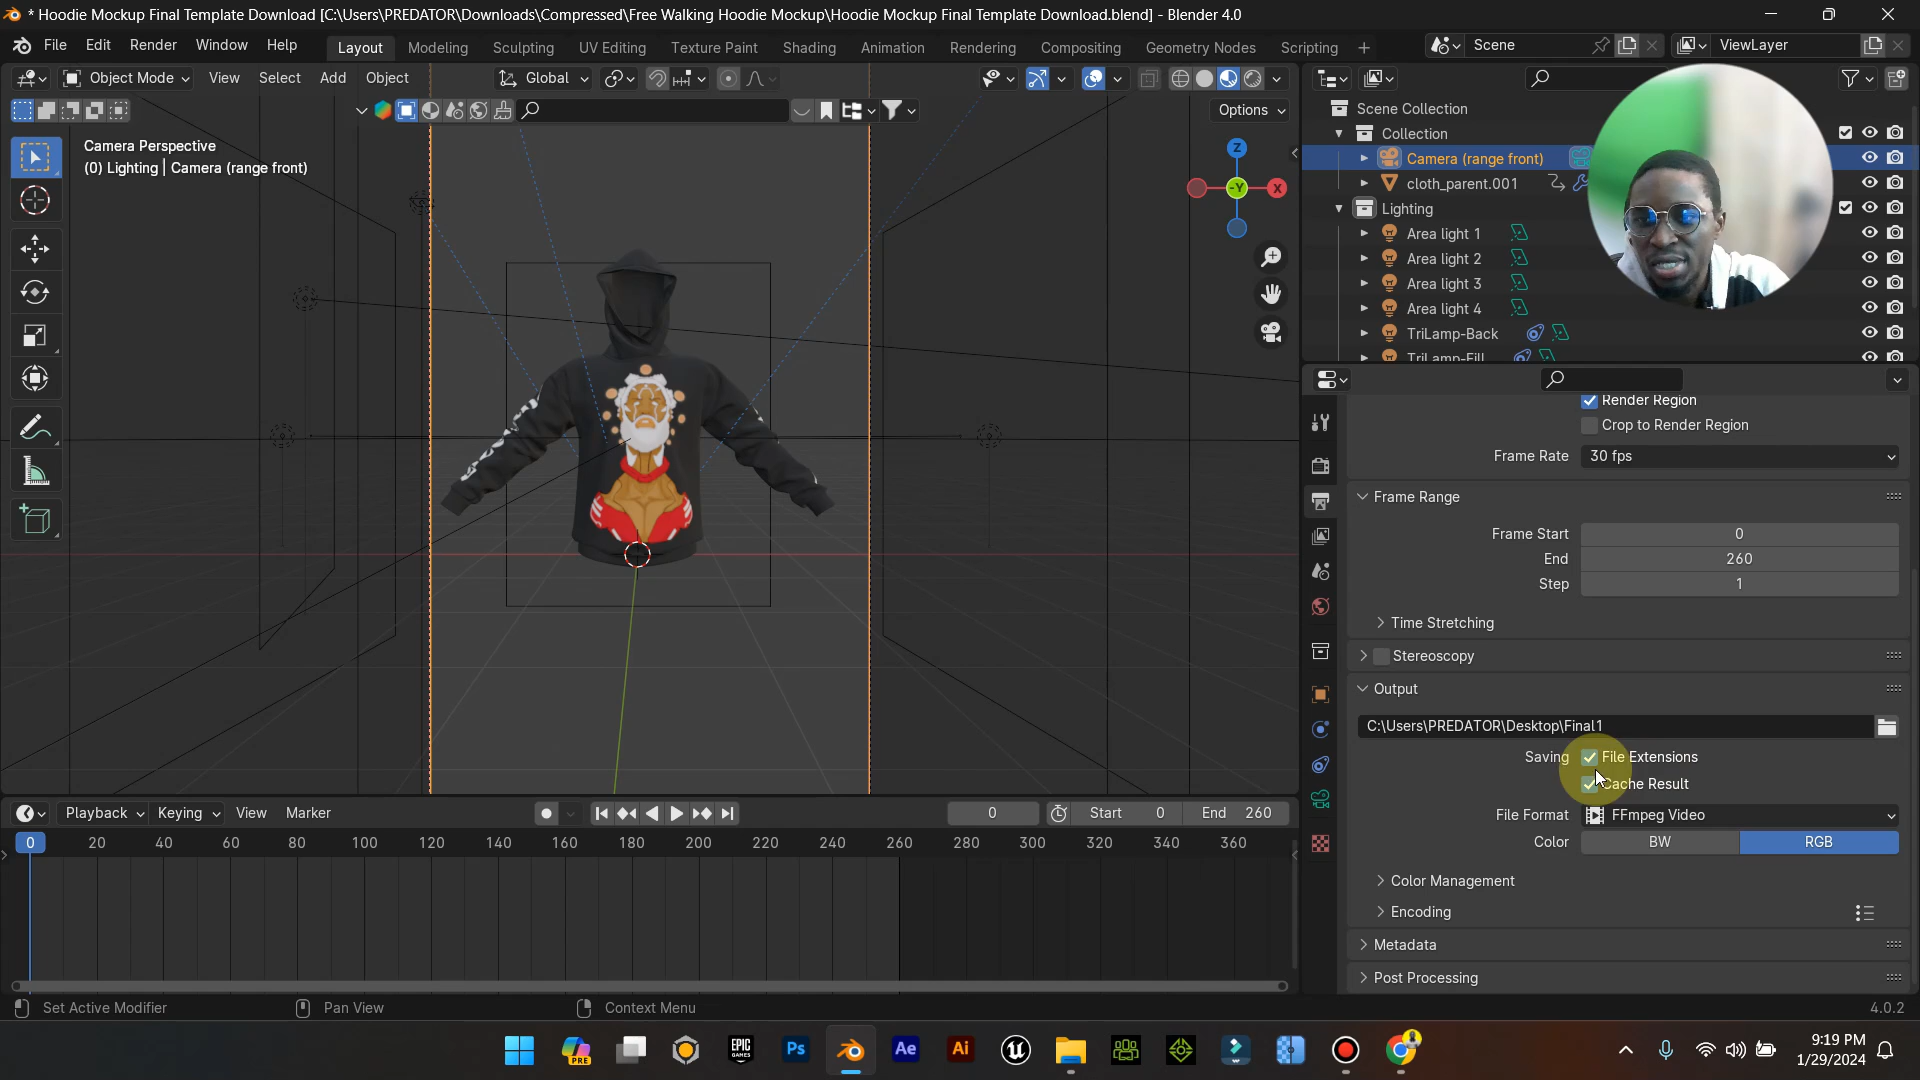 * Hoodie Mockup Final Template Download [C:\Users\PREDATOR\Downloads\Compressed\Free Walking Hoodie Mockup\Hoodie Mockup Final Template Download.blend] - Blender 4.0
File Edit Render Window Help Layout Modeling Sculpting UV Editing Texture Paint Shading Animation Rendering Compositing Geometry Nodes Scripting + Scene ViewLayer
Object Mode View Select Add Object Global
Options
Camera Perspective
(0) Lighting | Camera (range front)
Z
-Y
X
Scene Collection
Collection
Camera (range front)
cloth_parent.001
Lighting
Area light 1
Area light 2
Area light 3
Area light 4
TriLamp-Back
TriLamp-Fill
Render Region
Crop to Render Region
Frame Rate 30 fps
Frame Range
Frame Start 0
End 260
Step 1
Time Stretching
Stereoscopy
Output
C:\Users\PREDATOR\Desktop\Final1
Saving File Extensions
Cache Result
File Format FFmpeg Video
Color BW RGB
Color Management
Encoding
Metadata
Post Processing
Playback Keying View Marker 0 Start 0 End 260
0 20 40 60 80 100 120 140 160 180 200 220 240 260 280 300 320 340 360
Set Active Modifier Pan View Context Menu 4.0.2
PRE EPIC GAMES Ps Ae Ai
9:19 PM
1/29/2024